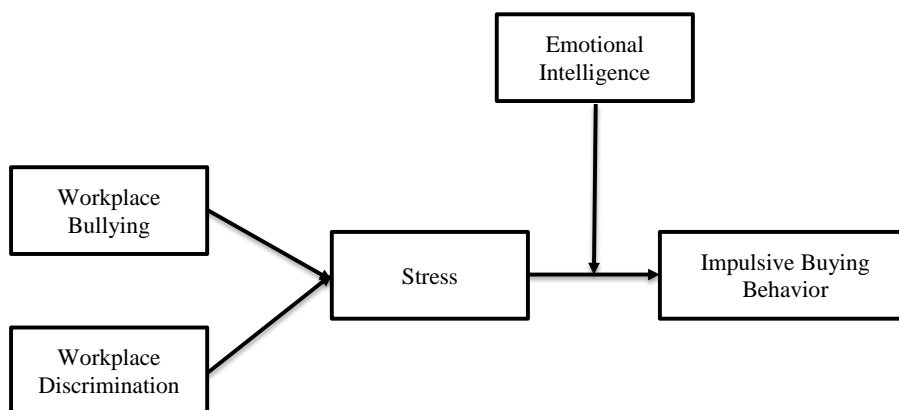 Emotional
Intelligence
Workplace
Bullying
Stress
Impulsive Buying
Behavior
Workplace
Discrimination